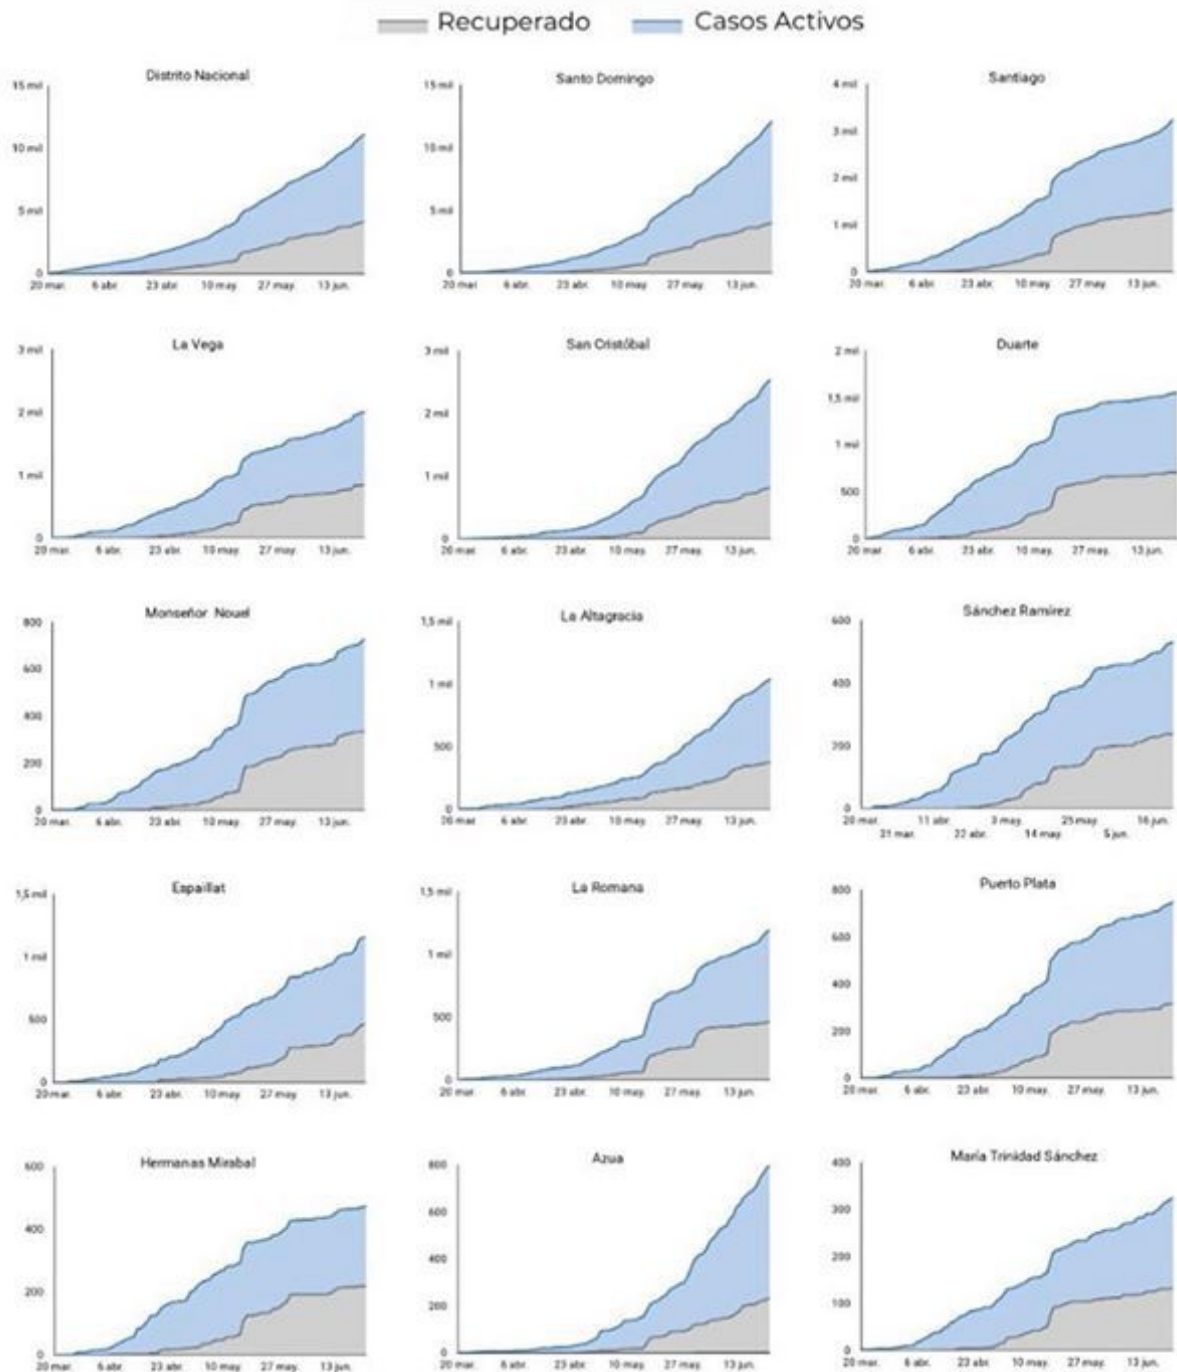 Recuperado Casos Activos
Distrito Nacional Santo Domingo Santiago
15 mil 15 mil 4 mil
3 mil
10 mil 10 mil
2 mil
5 mil 5 mil
1 mil
0 0 0
20 mar. 6 abr. 23 abr. 10 may. 27 may. 13 jun. 20 mar. 6 abr. 23 abr. 10 may. 27 may. 13 jun. 20 mar. 6 abr. 23 abr. 10 may. 27 may. 13 jun.
La Vega San Cristóbal Duarte
3 mil 3 mil 2 mil
1,5 mil
2 mil 2 mil
1 mil
1 mil 1 mil
500
0 0 0
20 mar. 6 abr. 23 abr. 10 may. 27 may. 13 jun. 20 mar. 6 abr. 23 abr. 10 may. 27 may. 13 jun. 20 mar. 6 abr. 23 abr. 10 may. 27 may. 13 jun.
Monseñor Nouel La Altagracia Sánchez Ramírez
800 1,5 mil 600
600
1 mil 400
400
500 200
200
0 0 0
20 mar. 6 abr. 23 abr. 10 may. 27 may. 13 jun. 20 mar. 6 abr. 23 abr. 10 may. 27 may. 13 jun. 20 mar. 11 abr. 3 may. 25 may. 16 jun.
21 mar. 22 abr. 14 may. 5 jun.
Espaillat La Romana Puerto Plata
1,5 mil 1,5 mil 800
600
1 mil 1 mil
400
500 500
200
0 0 0
20 mar. 6 abr. 23 abr. 10 may. 27 may. 13 jun. 20 mar. 6 abr. 23 abr. 10 may. 27 may. 13 jun. 20 mar. 6 abr. 23 abr. 10 may. 27 may. 13 jun.
Hermanas Mirabal Azua María Trinidad Sánchez
600 800 400
600 300
400
400 200
200
200 100
0 0 0
20 mar. 6 abr. 23 abr. 10 may. 27 may. 13 jun. 20 mar. 6 abr. 23 abr. 10 may. 27 may. 13 jun. 20 mar. 6 abr. 23 abr. 10 may. 27 may. 13 jun.